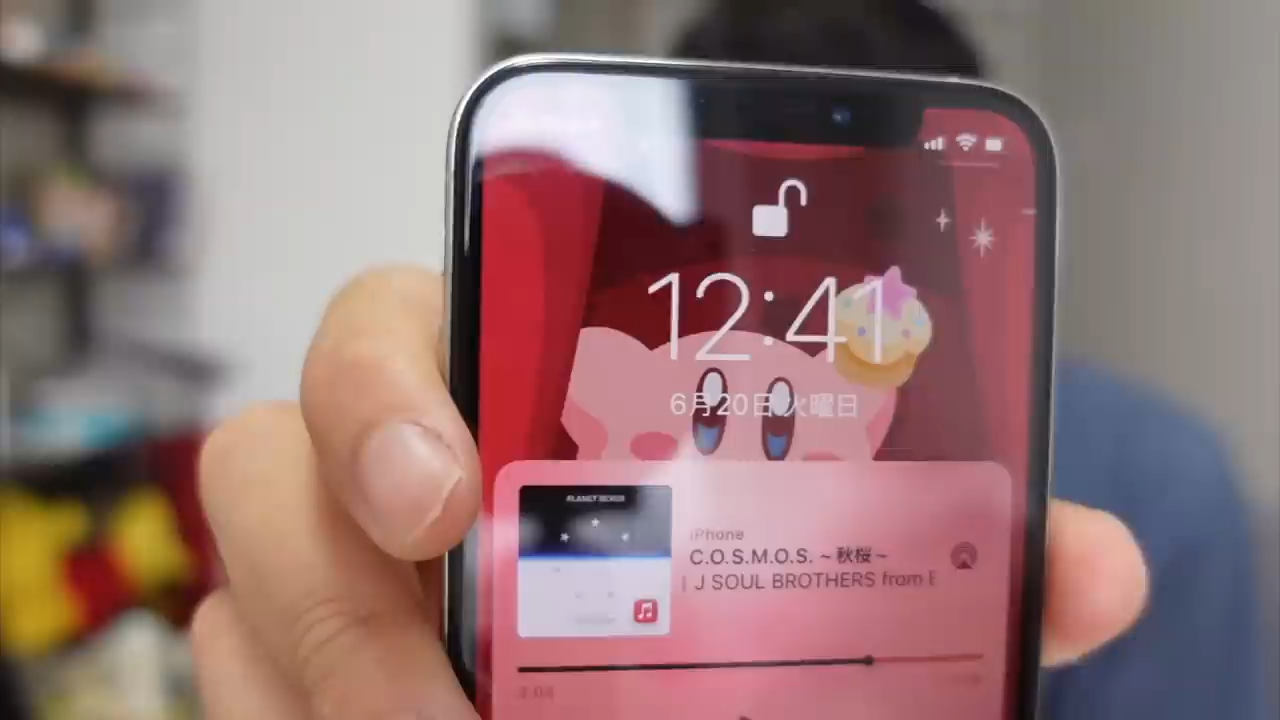 12:41
6月20日 火曜日
iPhone
C.O.S.M.O.S. ~秋桜~
J SOUL BROTHERS from